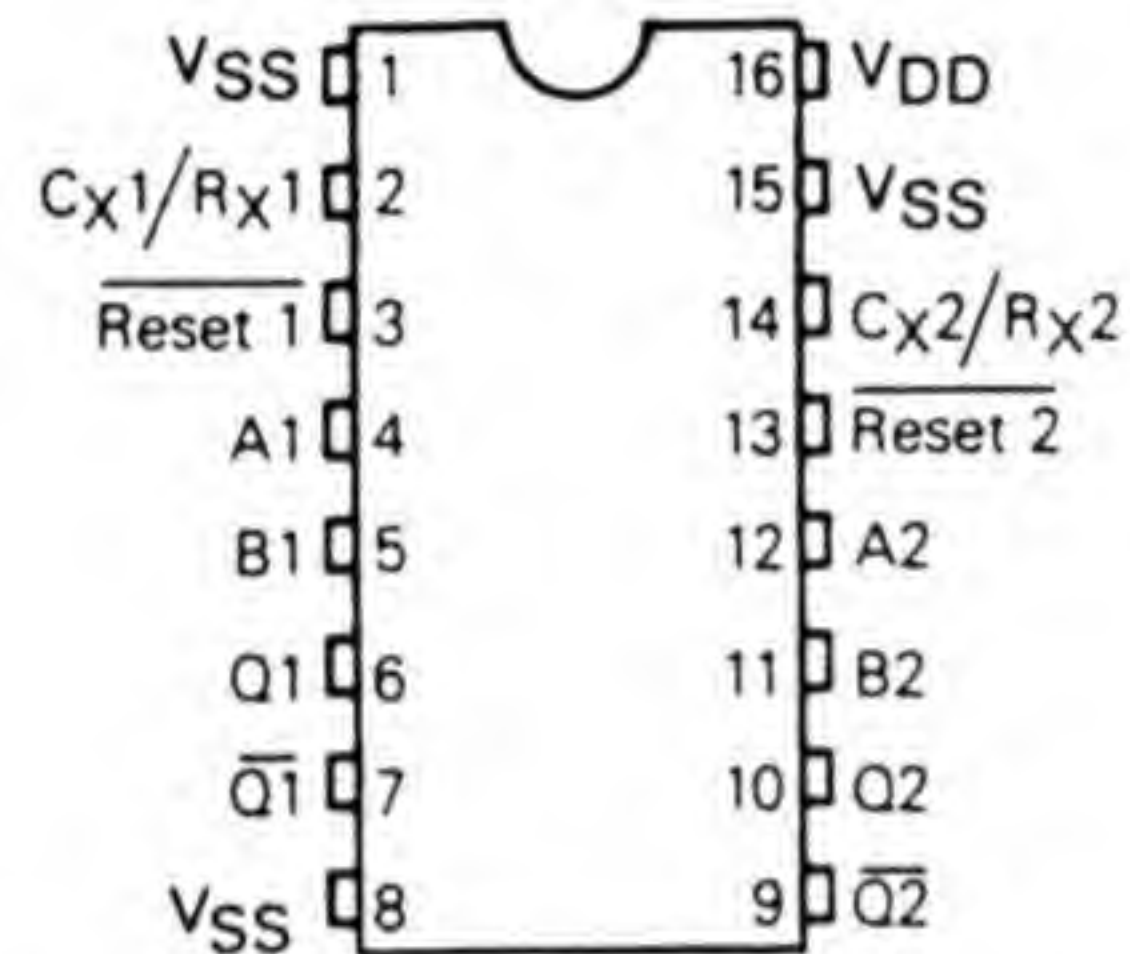 VSS 1 16 VDD
CX1/RX1 2 15 VSS
Reset 1 3 14 CX2/RX2
A1 4 13 Reset 2
B1 5 12 A2
Q1 6 11 B2
Q1 7 10 Q2
VSS 8 9 Q2